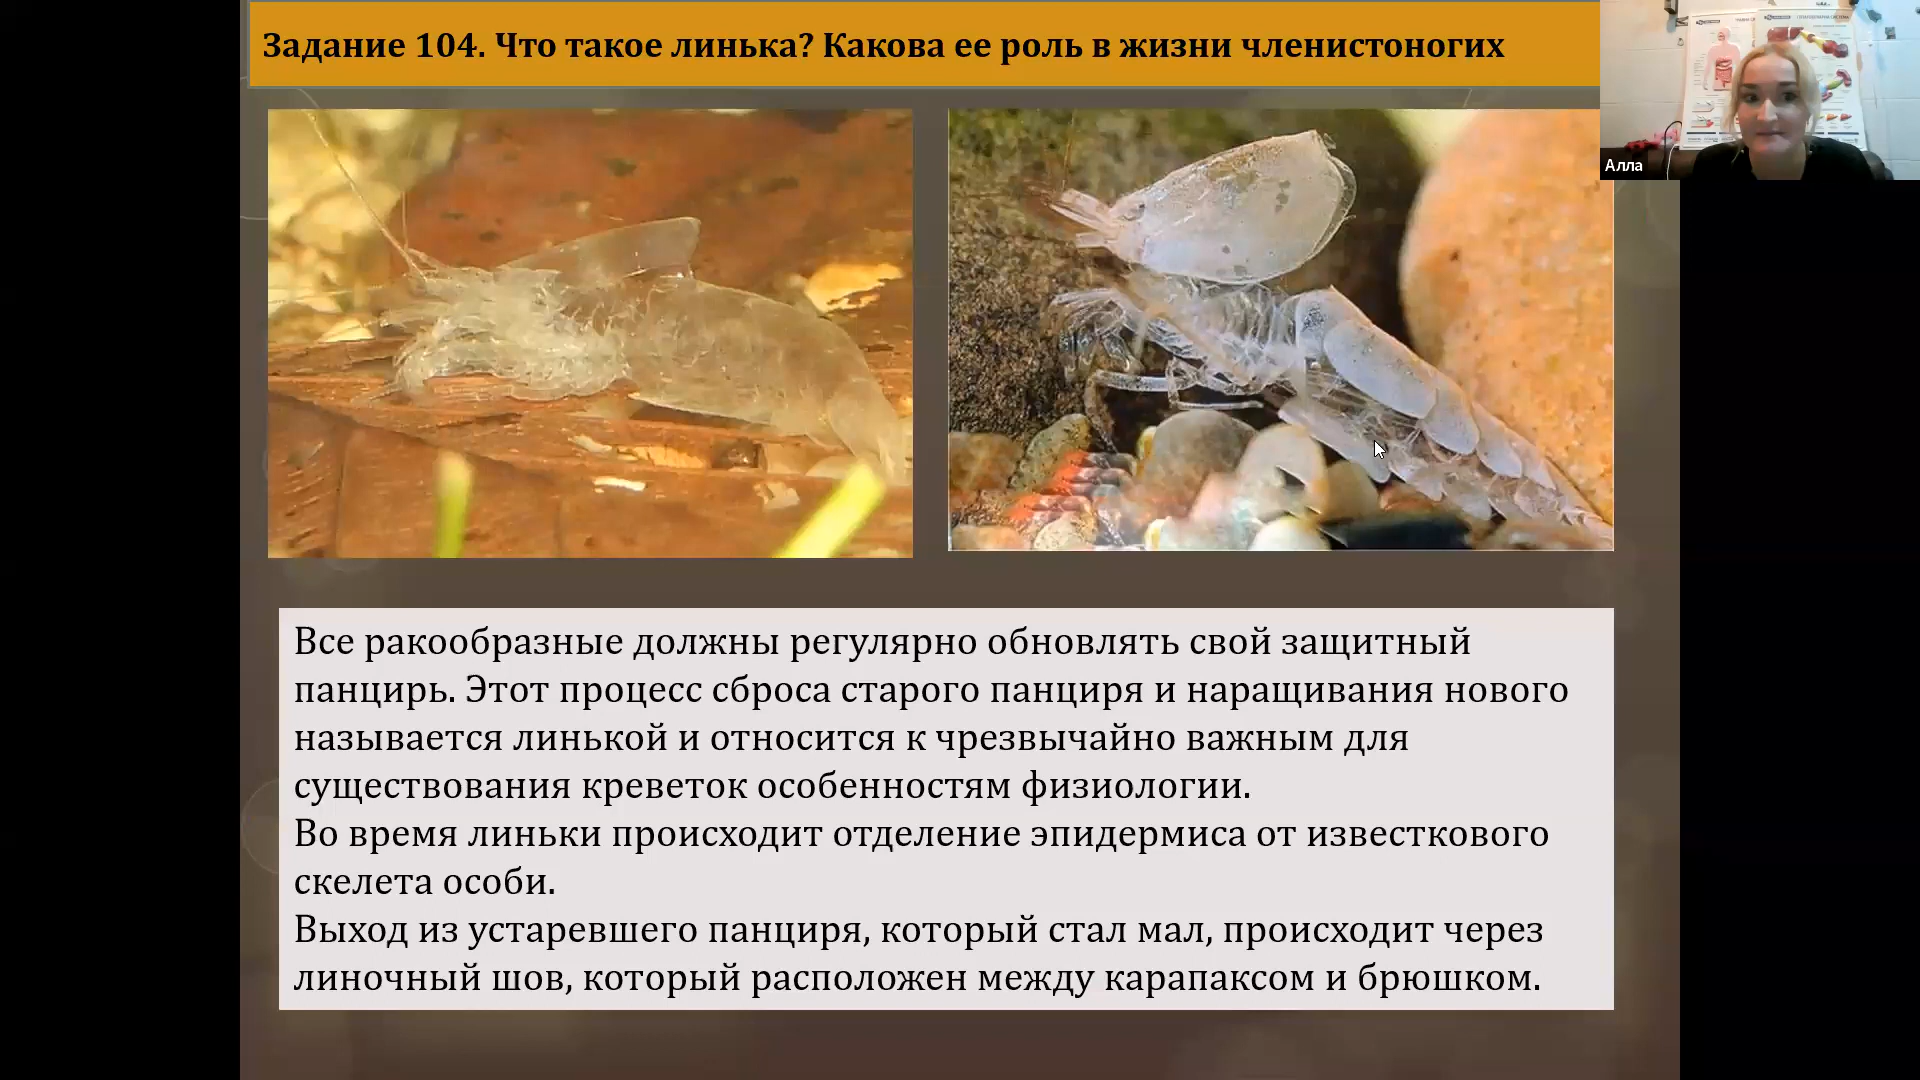 Задание 104. Что такое линька? Какова ее роль в жизни членистоногих
Алла
Все ракообразные должны регулярно обновлять свой защитный
панцирь. Этот процесс сброса старого панциря и наращивания нового
называется линькой и относится к чрезвычайно важным для
существования креветок особенностям физиологии.
Во время линьки происходит отделение эпидермиса от известкового
скелета особи.
Выход из устаревшего панциря, который стал мал, происходит через
линочный шов, который расположен между карапаксом и брюшком.